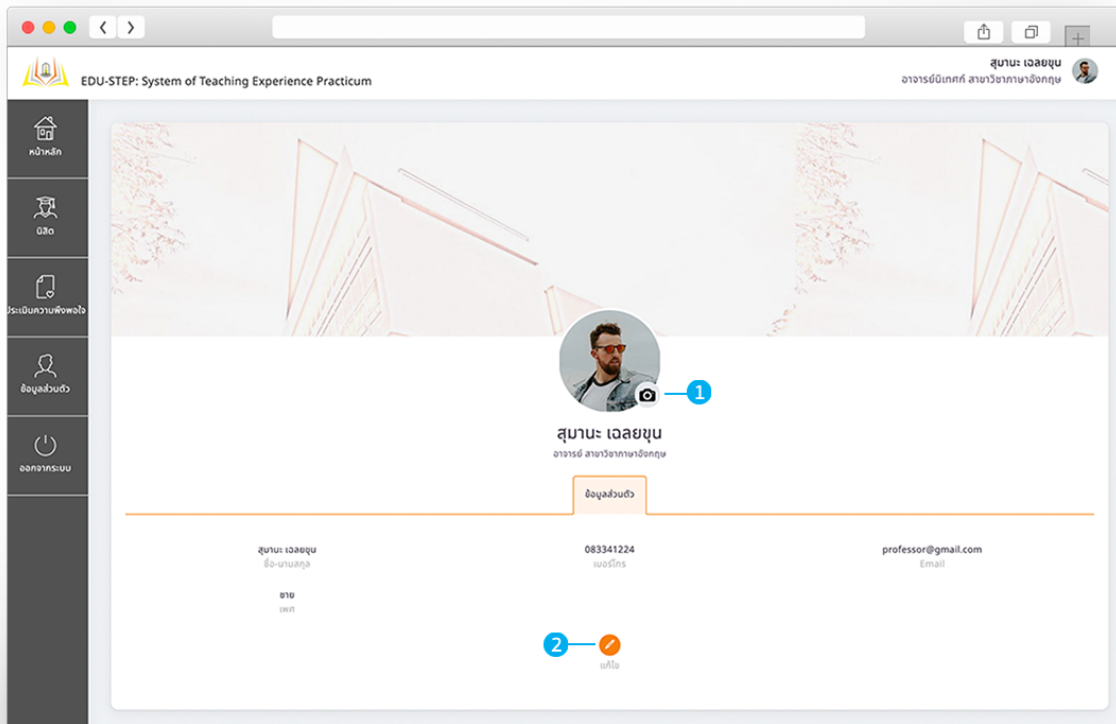 EDU-STEP: System of Teaching Experience Practicum
สุมานะ เฉลยขุน
อาจารย์นิเทศก์ สาขาวิชาภาษาอังกฤษ
หน้าหลัก
นิสิต
ประเมินความพึงพอใจ
ข้อมูลส่วนตัว
ออกจากระบบ
1
สุมานะ เฉลยขุน
อาจารย์ สาขาวิชาภาษาอังกฤษ
ข้อมูลส่วนตัว
สุมานะ เฉลยขุน 083341224 professor@gmail.com
ชื่อ-นามสกุล เบอร์โทร Email
ชาย
เพศ
2
แก้ไข